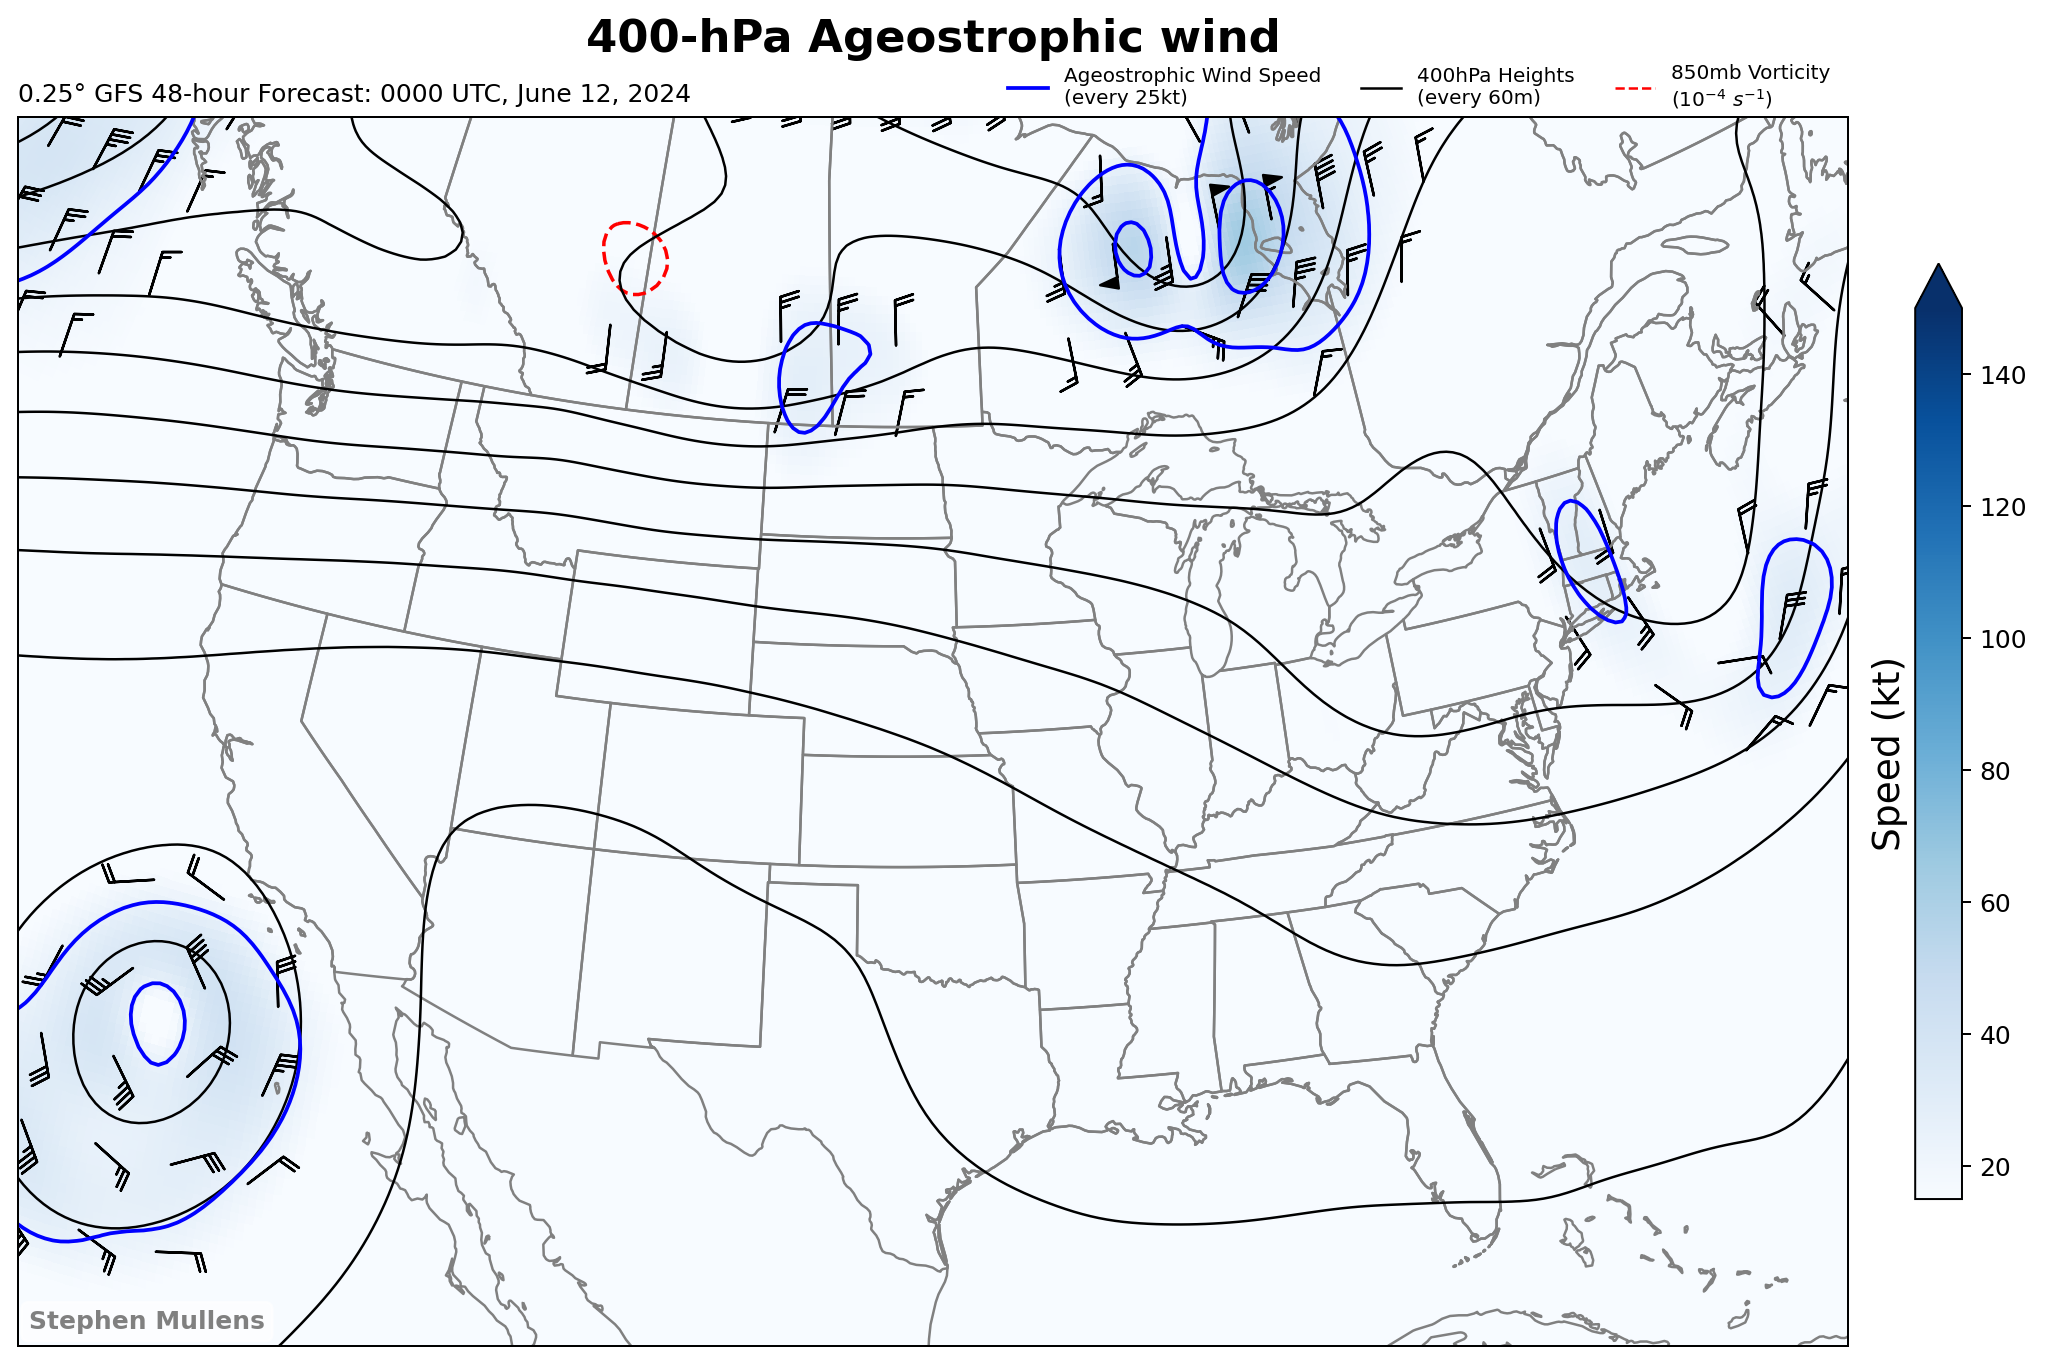 400-hPa Ageostrophic wind
0.25° GFS 48-hour Forecast: 0000 UTC, June 12, 2024
Ageostrophic Wind Speed
(every 25kt)
400hPa Heights
(every 60m)
850mb Vorticity
(10⁻⁴ s⁻¹)
140
120
100
80
60
40
20
Speed (kt)
Stephen Mullens